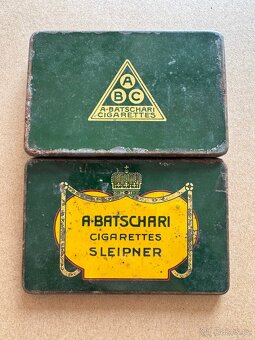 A
B C
A·BATSCHARI
CIGARETTES
A·BATSCHARI
CIGARETTES
SLEIPNER